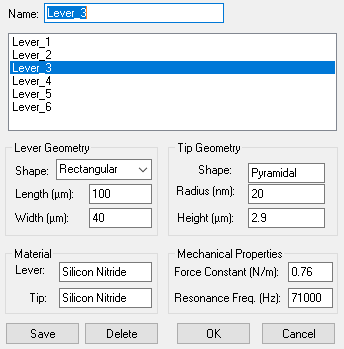 Name: Lever_3
Lever_1
Lever_2
Lever_3
Lever_4
Lever_5
Lever_6
Lever Geometry
Shape: Rectangular
Length (µm): 100
Width (µm): 40
Tip Geometry
Shape: Pyramidal
Radius (nm): 20
Height (µm): 2.9
Material
Lever: Silicon Nitride
Tip: Silicon Nitride
Mechanical Properties
Force Constant (N/m): 0.76
Resonance Freq. (Hz): 71000
Save Delete OK Cancel